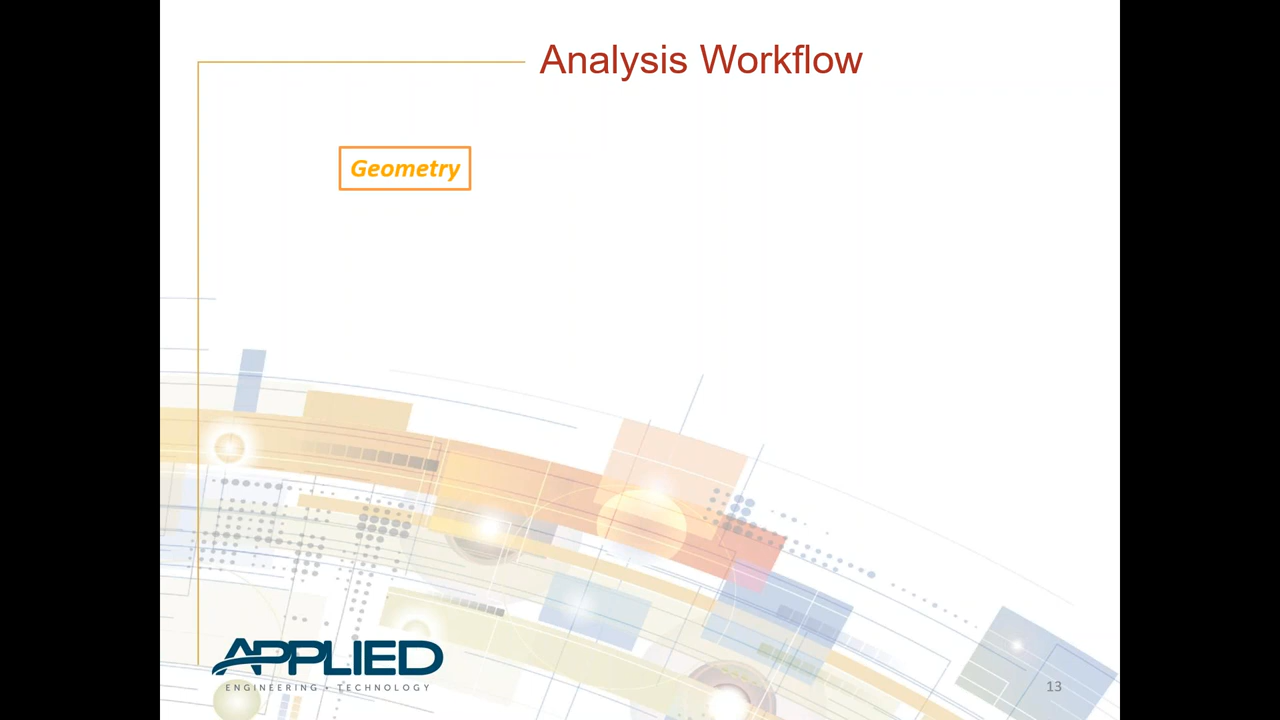 Analysis Workflow
Geometry
APPLIED
ENGINEERING • TECHNOLOGY
13